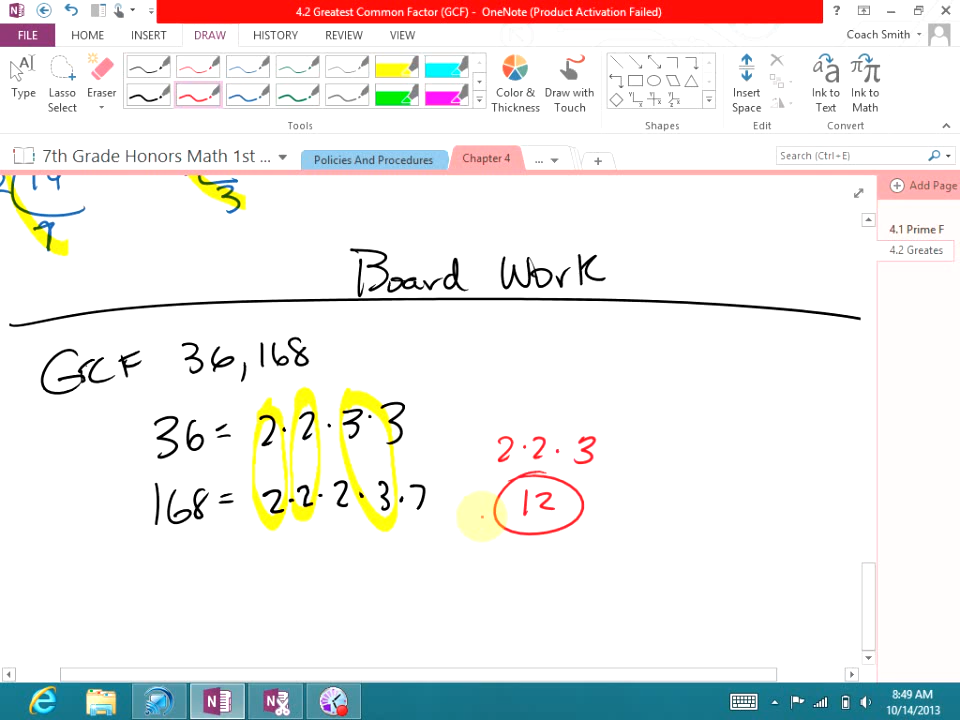 4.2 Greatest Common Factor (GCF) - OneNote (Product Activation Failed)
FILE HOME INSERT DRAW HISTORY REVIEW VIEW
Coach Smith
Type
Lasso Select
Eraser
Color & Thickness
Draw with Touch
Insert Space
Ink to Text
Ink to Math
Tools
Shapes
Edit
Convert
7th Grade Honors Math 1st ...
Policies And Procedures
Chapter 4
...
Search (Ctrl+E)
Add Page
4.1 Prime F
4.2 Greates
9
3
Board Work
GCF 36, 168
36 = 2·2·3·3
2·2·3
168 = 2·2·2·3·7
12
8:49 AM
10/14/2013